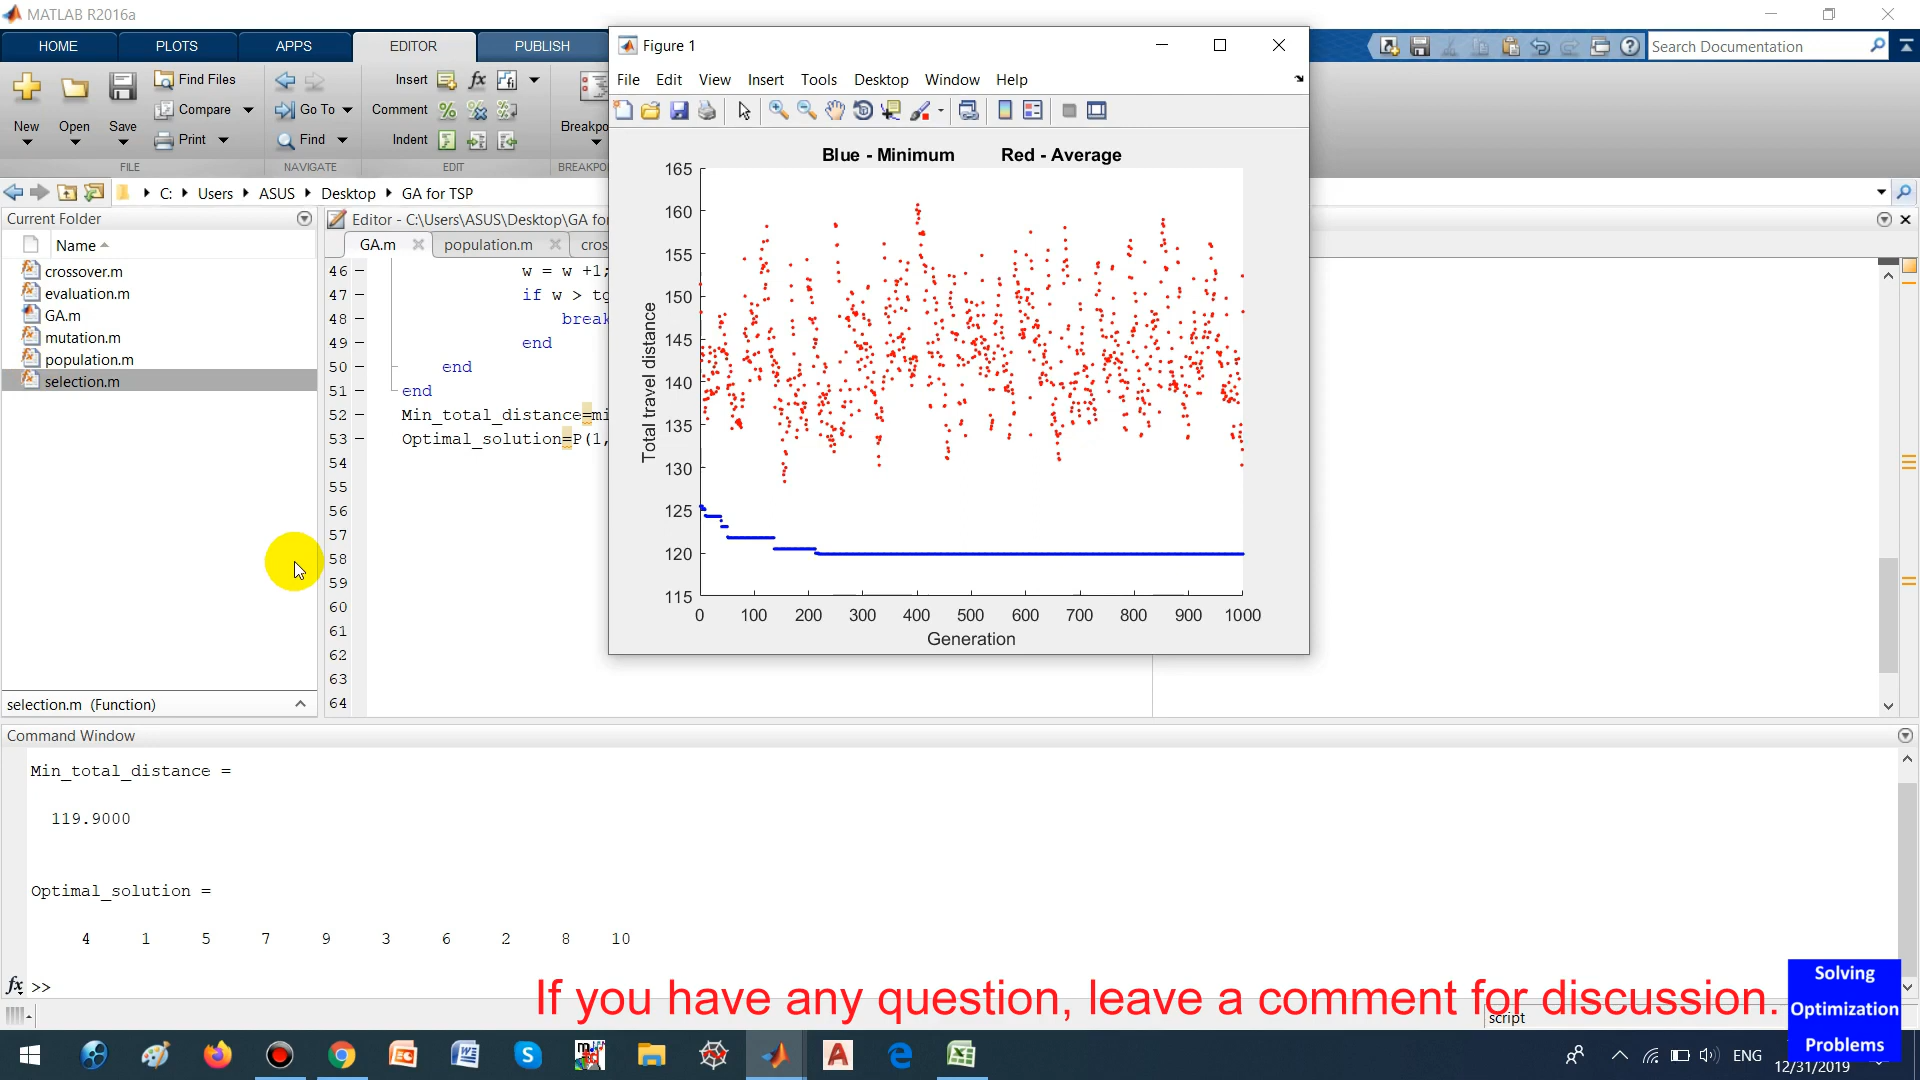 MATLAB R2016a
HOME PLOTS APPS EDITOR PUBLISH
Search Documentation
New Open Save
Find Files
Compare
Print
Go To
Find
Insert
Comment
Indent
FILE NAVIGATE EDIT
C: Users ASUS Desktop GA for TSP
Current Folder
Name
crossover.m
evaluation.m
GA.m
mutation.m
population.m
selection.m
selection.m (Function)
Editor - C:\Users\ASUS\Desktop\GA for
GA.m population.m cros
46 w = w +1;
47 if w > tg
48 break
49 end
50 end
51 end
52 Min_total_distance=mi
53 Optimal_solution=P(1,
54
55
56
57
58
59
60
61
62
63
64
Figure 1
File Edit View Insert Tools Desktop Window Help
Blue - Minimum Red - Average
Total travel distance
165
160
155
150
145
140
135
130
125
120
115
0 100 200 300 400 500 600 700 800 900 1000
Generation
Command Window
Min_total_distance =
119.9000
Optimal_solution =
4 1 5 7 9 3 6 2 8 10
fx >>
If you have any question, leave a comment for discussion.
script
Solving
Optimization
Problems
ENG
12/31/2019